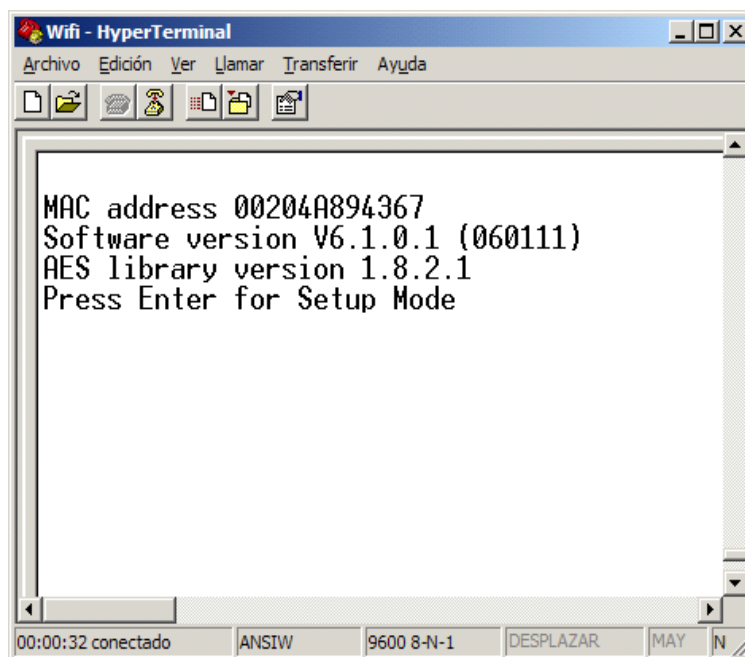 Wifi - HyperTerminal
Archivo Edición Ver Llamar Transferir Ayuda
MAC address 00204A894367
Software version V6.1.0.1 (060111)
AES library version 1.8.2.1
Press Enter for Setup Mode
00:00:32 conectado ANSIW 9600 8-N-1 DESPLAZAR MAY N